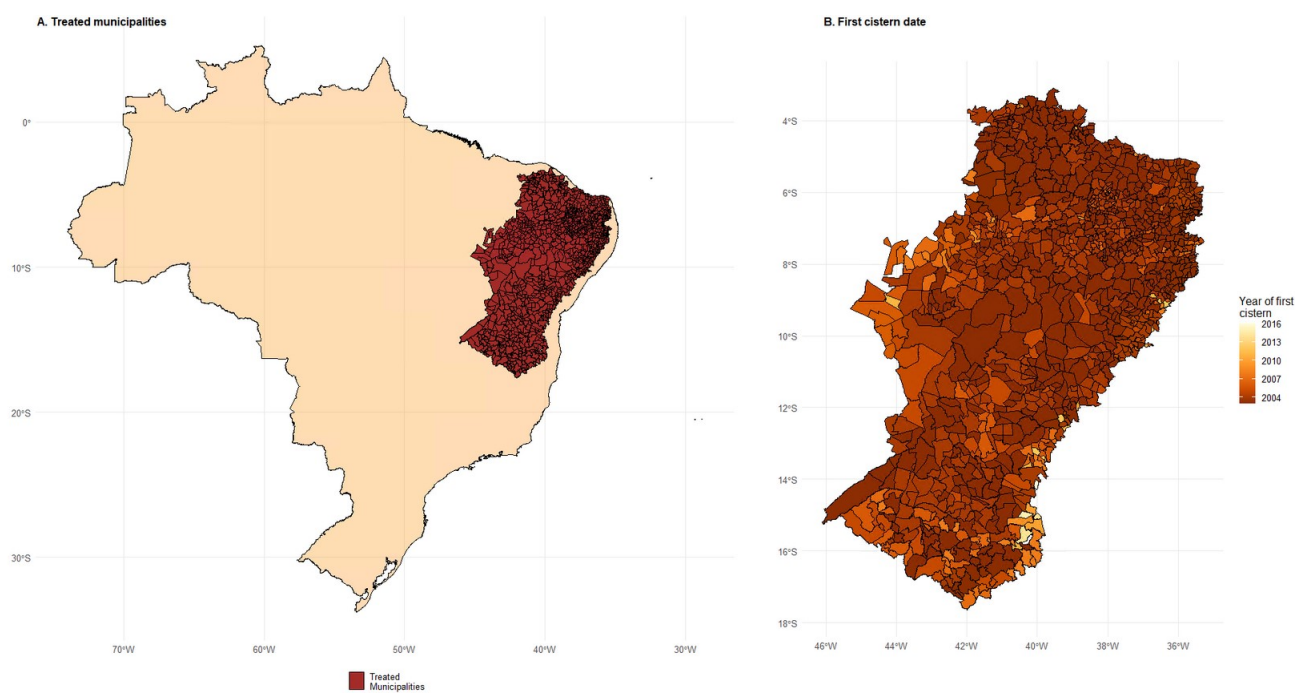 A. Treated municipalities
0°
10°S
20°S
30°S
70°W
60°W
50°W
40°W
30°W
Treated
Municipalities
B. First cistern date
4°S
6°S
8°S
10°S
12°S
14°S
16°S
18°S
46°W
44°W
42°W
40°W
38°W
36°W
Year of first
cistern
2016
2013
2010
2007
2004